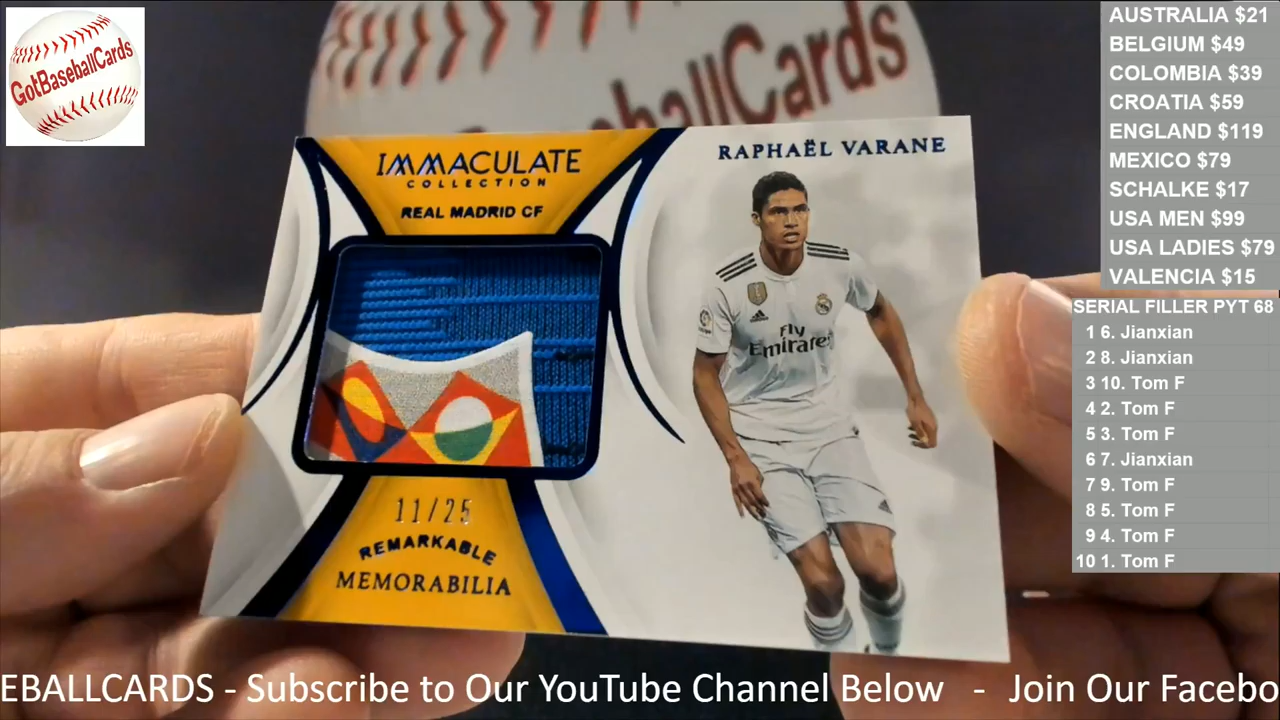 GotBaseballCards
baseballCards
IMMACULATE
COLLECTION
REAL MADRID CF
RAPHAËL VARANE
Fly
Emirates
11/25
REMARKABLE
MEMORABILIA
AUSTRALIA $21
BELGIUM $49
COLOMBIA $39
CROATIA $59
ENGLAND $119
MEXICO $79
SCHALKE $17
USA MEN $99
USA LADIES $79
VALENCIA $15
SERIAL FILLER PYT 68
1 6. Jianxian
2 8. Jianxian
3 10. Tom F
4 2. Tom F
5 3. Tom F
6 7. Jianxian
7 9. Tom F
8 5. Tom F
9 4. Tom F
10 1. Tom F
EBALLCARDS - Subscribe to Our YouTube Channel Below - Join Our Facebo